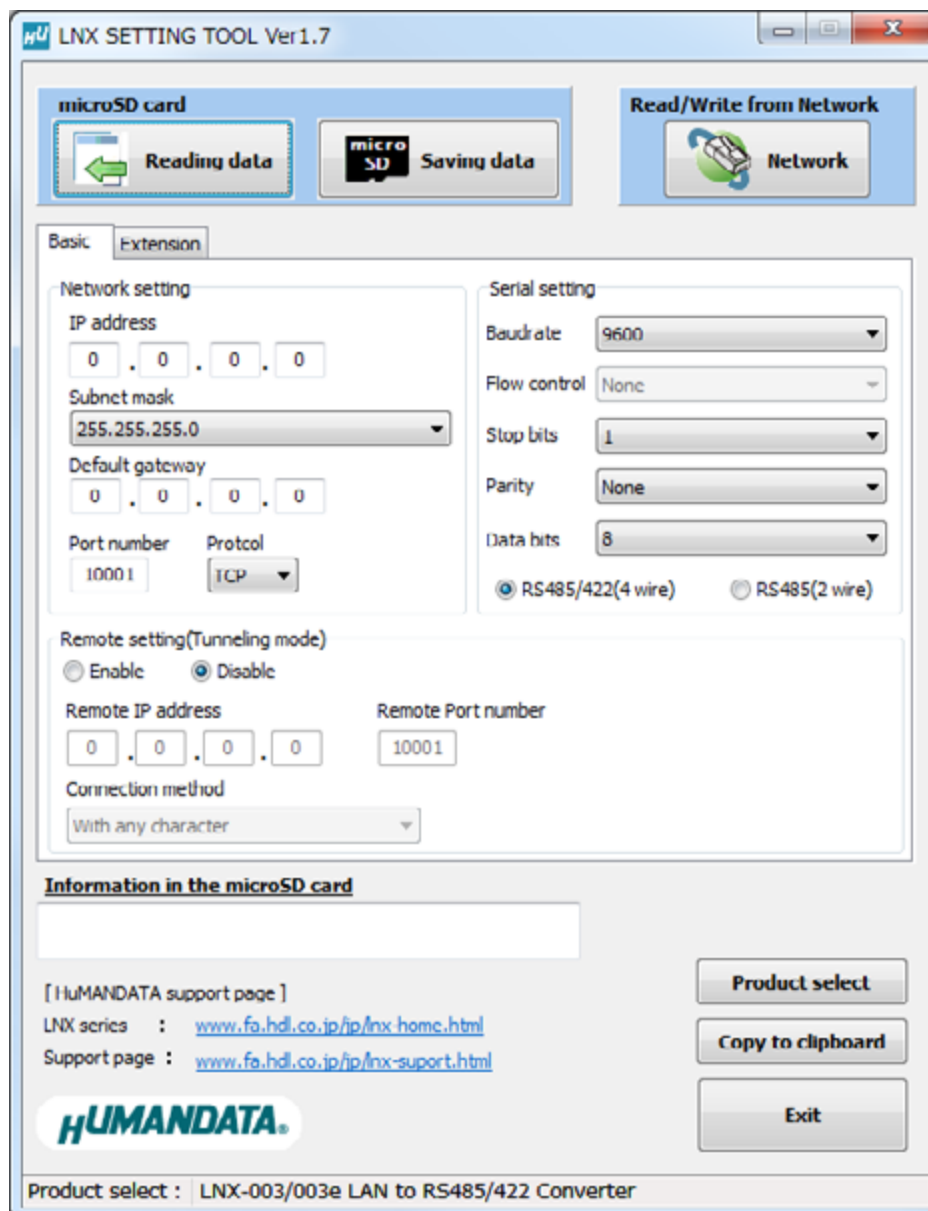 HU LNX SETTING TOOL Ver1.7
microSD card
Reading data
micro
SD
Saving data
Read/Write from Network
Network
Basic
Extension
Network setting
IP address
0 . 0 . 0 . 0
Subnet mask
255.255.255.0
Default gateway
0 . 0 . 0 . 0
Port number Protcol
10001 TCP
Serial setting
Baudrate 9600
Flow control None
Stop bits 1
Parity None
Data bits 8
RS485/422(4 wire) RS485(2 wire)
Remote setting(Tunneling mode)
Enable Disable
Remote IP address Remote Port number
0 . 0 . 0 . 0 10001
Connection method
With any character
Information in the microSD card
[ HuMANDATA support page ]
LNX series : www.fa.hdl.co.jp/jp/lnx-home.html
Support page : www.fa.hdl.co.jp/jp/lnx-suport.html
HUMANDATA®
Product select
Copy to clipboard
Exit
Product select : LNX-003/003e LAN to RS485/422 Converter